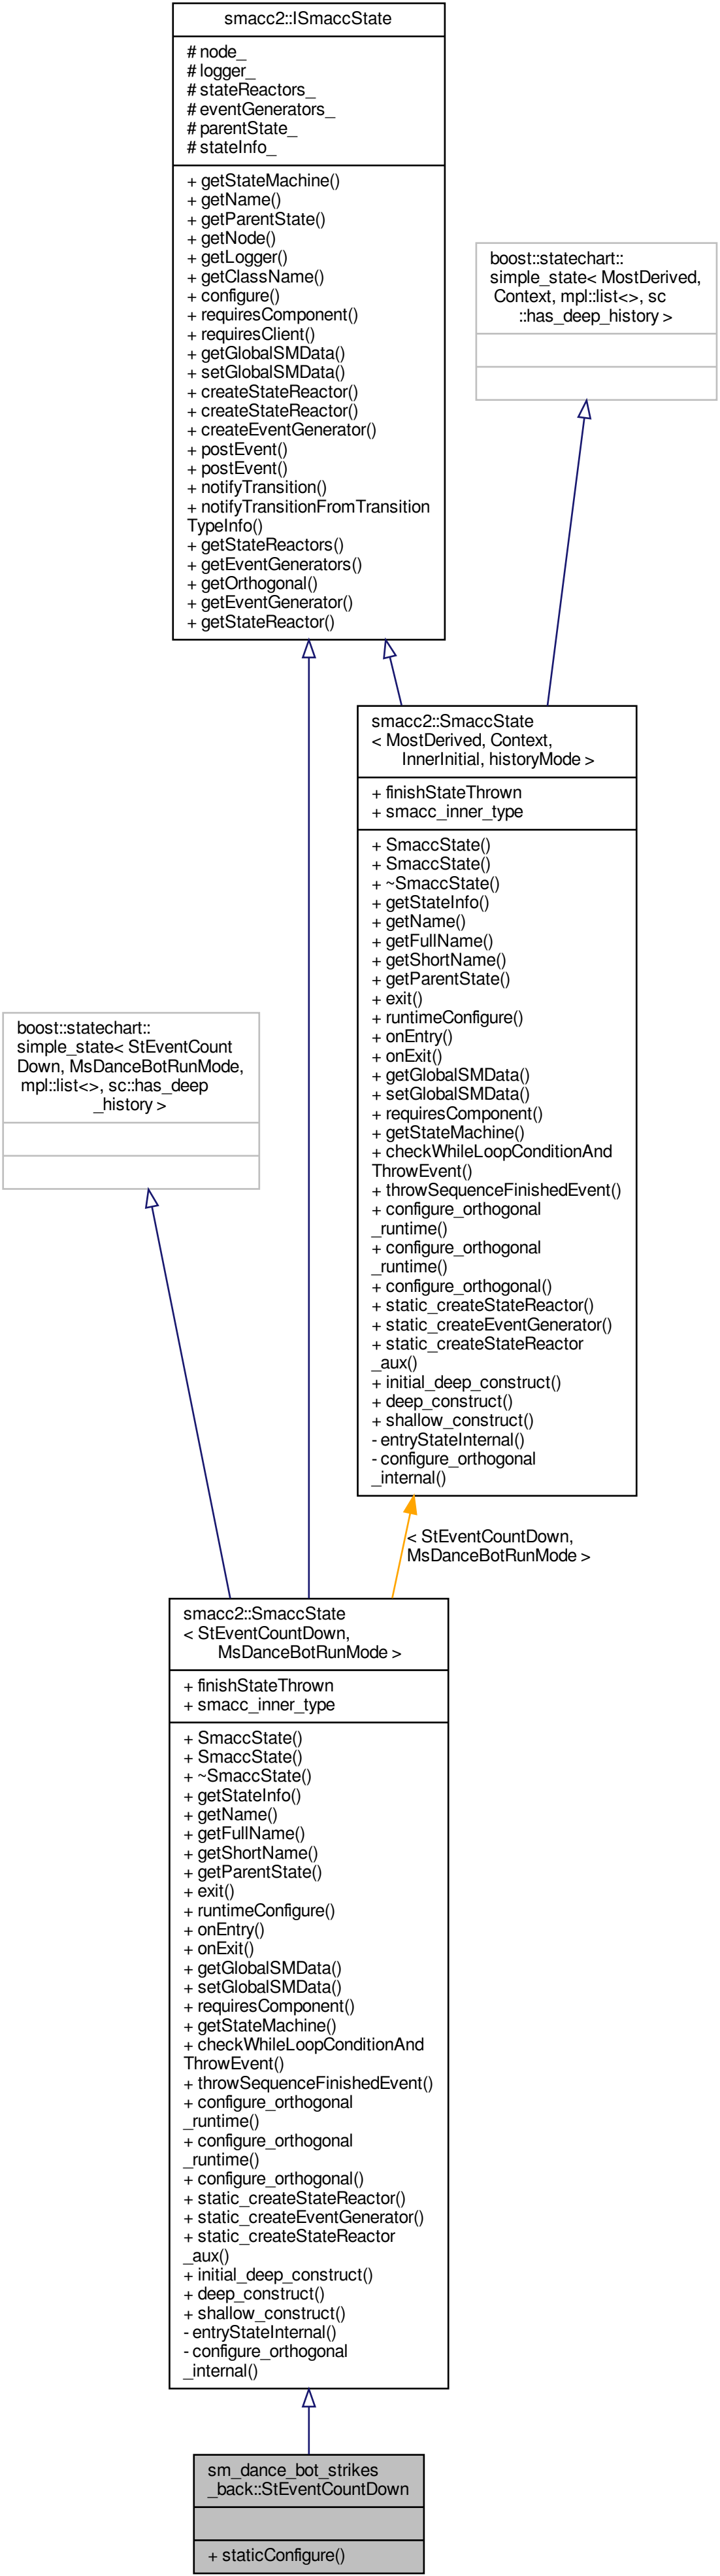 smacc2::ISmaccState
# node_
# logger_
# stateReactors_
# eventGenerators_
# parentState_
# stateInfo_
+ getStateMachine()
+ getName()
+ getParentState()
+ getNode()
+ getLogger()
+ getClassName()
+ configure()
+ requiresComponent()
+ requiresClient()
+ getGlobalSMData()
+ setGlobalSMData()
+ createStateReactor()
+ createStateReactor()
+ createEventGenerator()
+ postEvent()
+ postEvent()
+ notifyTransition()
+ notifyTransitionFromTransition
TypeInfo()
+ getStateReactors()
+ getEventGenerators()
+ getOrthogonal()
+ getEventGenerator()
+ getStateReactor()
boost::statechart::
simple_state< MostDerived,
Context, mpl::list<>, sc
::has_deep_history >
smacc2::SmaccState
< MostDerived, Context,
InnerInitial, historyMode >
+ finishStateThrown
+ smacc_inner_type
+ SmaccState()
+ SmaccState()
+ ~SmaccState()
+ getStateInfo()
+ getName()
+ getFullName()
+ getShortName()
+ getParentState()
+ exit()
+ runtimeConfigure()
+ onEntry()
+ onExit()
+ getGlobalSMData()
+ setGlobalSMData()
+ requiresComponent()
+ getStateMachine()
+ checkWhileLoopConditionAnd
ThrowEvent()
+ throwSequenceFinishedEvent()
+ configure_orthogonal
_runtime()
+ configure_orthogonal
_runtime()
+ configure_orthogonal()
+ static_createStateReactor()
+ static_createEventGenerator()
+ static_createStateReactor
_aux()
+ initial_deep_construct()
+ deep_construct()
+ shallow_construct()
- entryStateInternal()
- configure_orthogonal
_internal()
boost::statechart::
simple_state< StEventCount
Down, MsDanceBotRunMode,
mpl::list<>, sc::has_deep
_history >
< StEventCountDown,
MsDanceBotRunMode >
smacc2::SmaccState
< StEventCountDown,
MsDanceBotRunMode >
+ finishStateThrown
+ smacc_inner_type
+ SmaccState()
+ SmaccState()
+ ~SmaccState()
+ getStateInfo()
+ getName()
+ getFullName()
+ getShortName()
+ getParentState()
+ exit()
+ runtimeConfigure()
+ onEntry()
+ onExit()
+ getGlobalSMData()
+ setGlobalSMData()
+ requiresComponent()
+ getStateMachine()
+ checkWhileLoopConditionAnd
ThrowEvent()
+ throwSequenceFinishedEvent()
+ configure_orthogonal
_runtime()
+ configure_orthogonal
_runtime()
+ configure_orthogonal()
+ static_createStateReactor()
+ static_createEventGenerator()
+ static_createStateReactor
_aux()
+ initial_deep_construct()
+ deep_construct()
+ shallow_construct()
- entryStateInternal()
- configure_orthogonal
_internal()
sm_dance_bot_strikes
_back::StEventCountDown
+ staticConfigure()